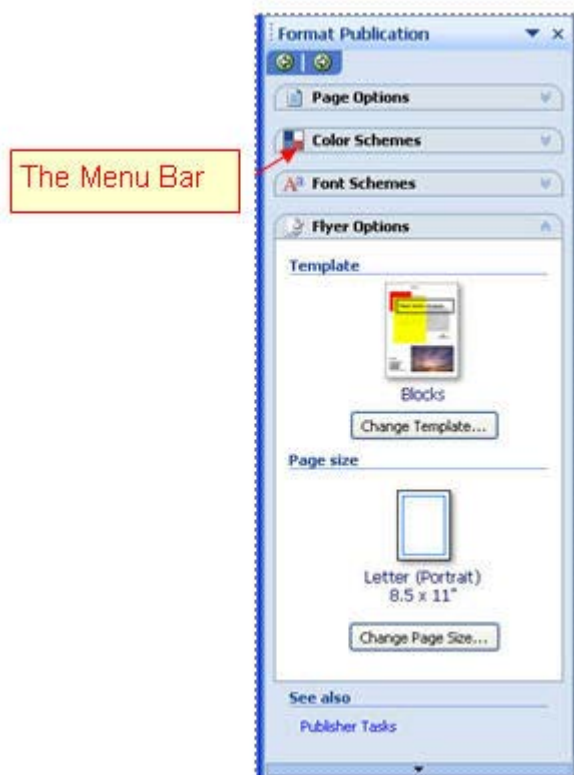 Format Publication
Page Options
Color Schemes
The Menu Bar
Aa Font Schemes
Flyer Options
Template
Blocks
Change Template...
Page size
Letter (Portrait)
8.5 x 11"
Change Page Size...
See also
Publisher Tasks